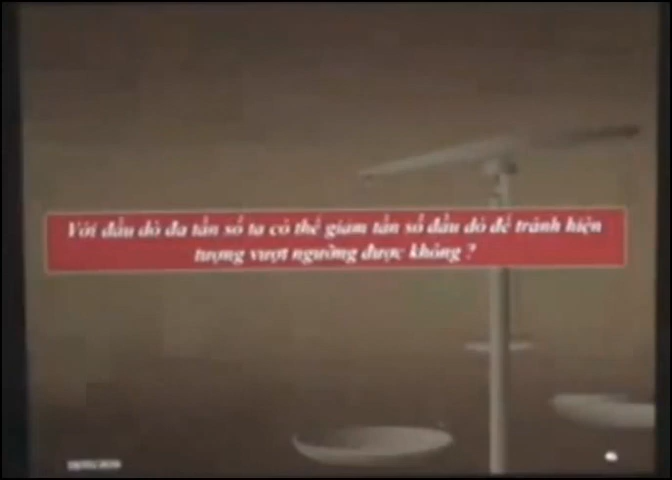 Với đầu dò đa tần số ta có thể giảm tần số đầu dò để tránh hiện
tượng vượt ngưỡng được không ?